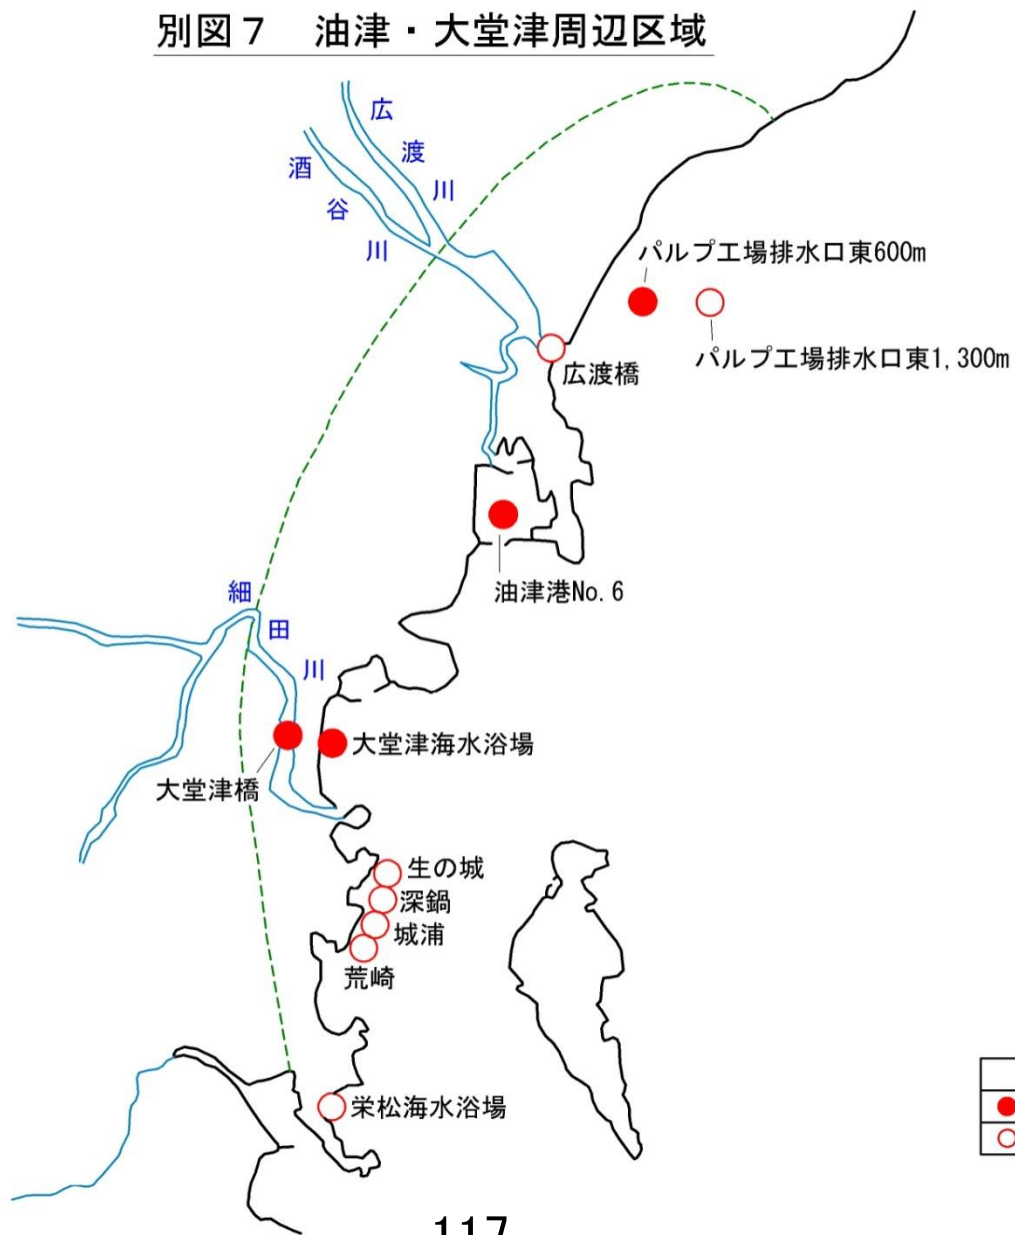 別図7 油津・大堂津周辺区域
広渡川
酒谷川
パルプ工場排水口東600m
パルプ工場排水口東1,300m
広渡橋
油津港No.6
細田川
大堂津海水浴場
大堂津橋
生の城
深鍋
城浦
荒崎
栄松海水浴場
117